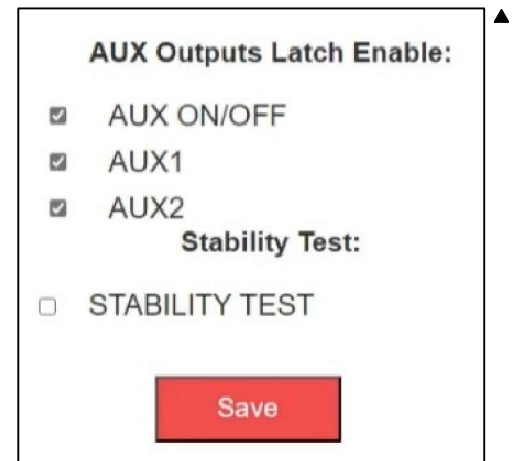 AUX Outputs Latch Enable:
AUX ON/OFF
AUX1
AUX2
Stability Test:
STABILITY TEST
Save